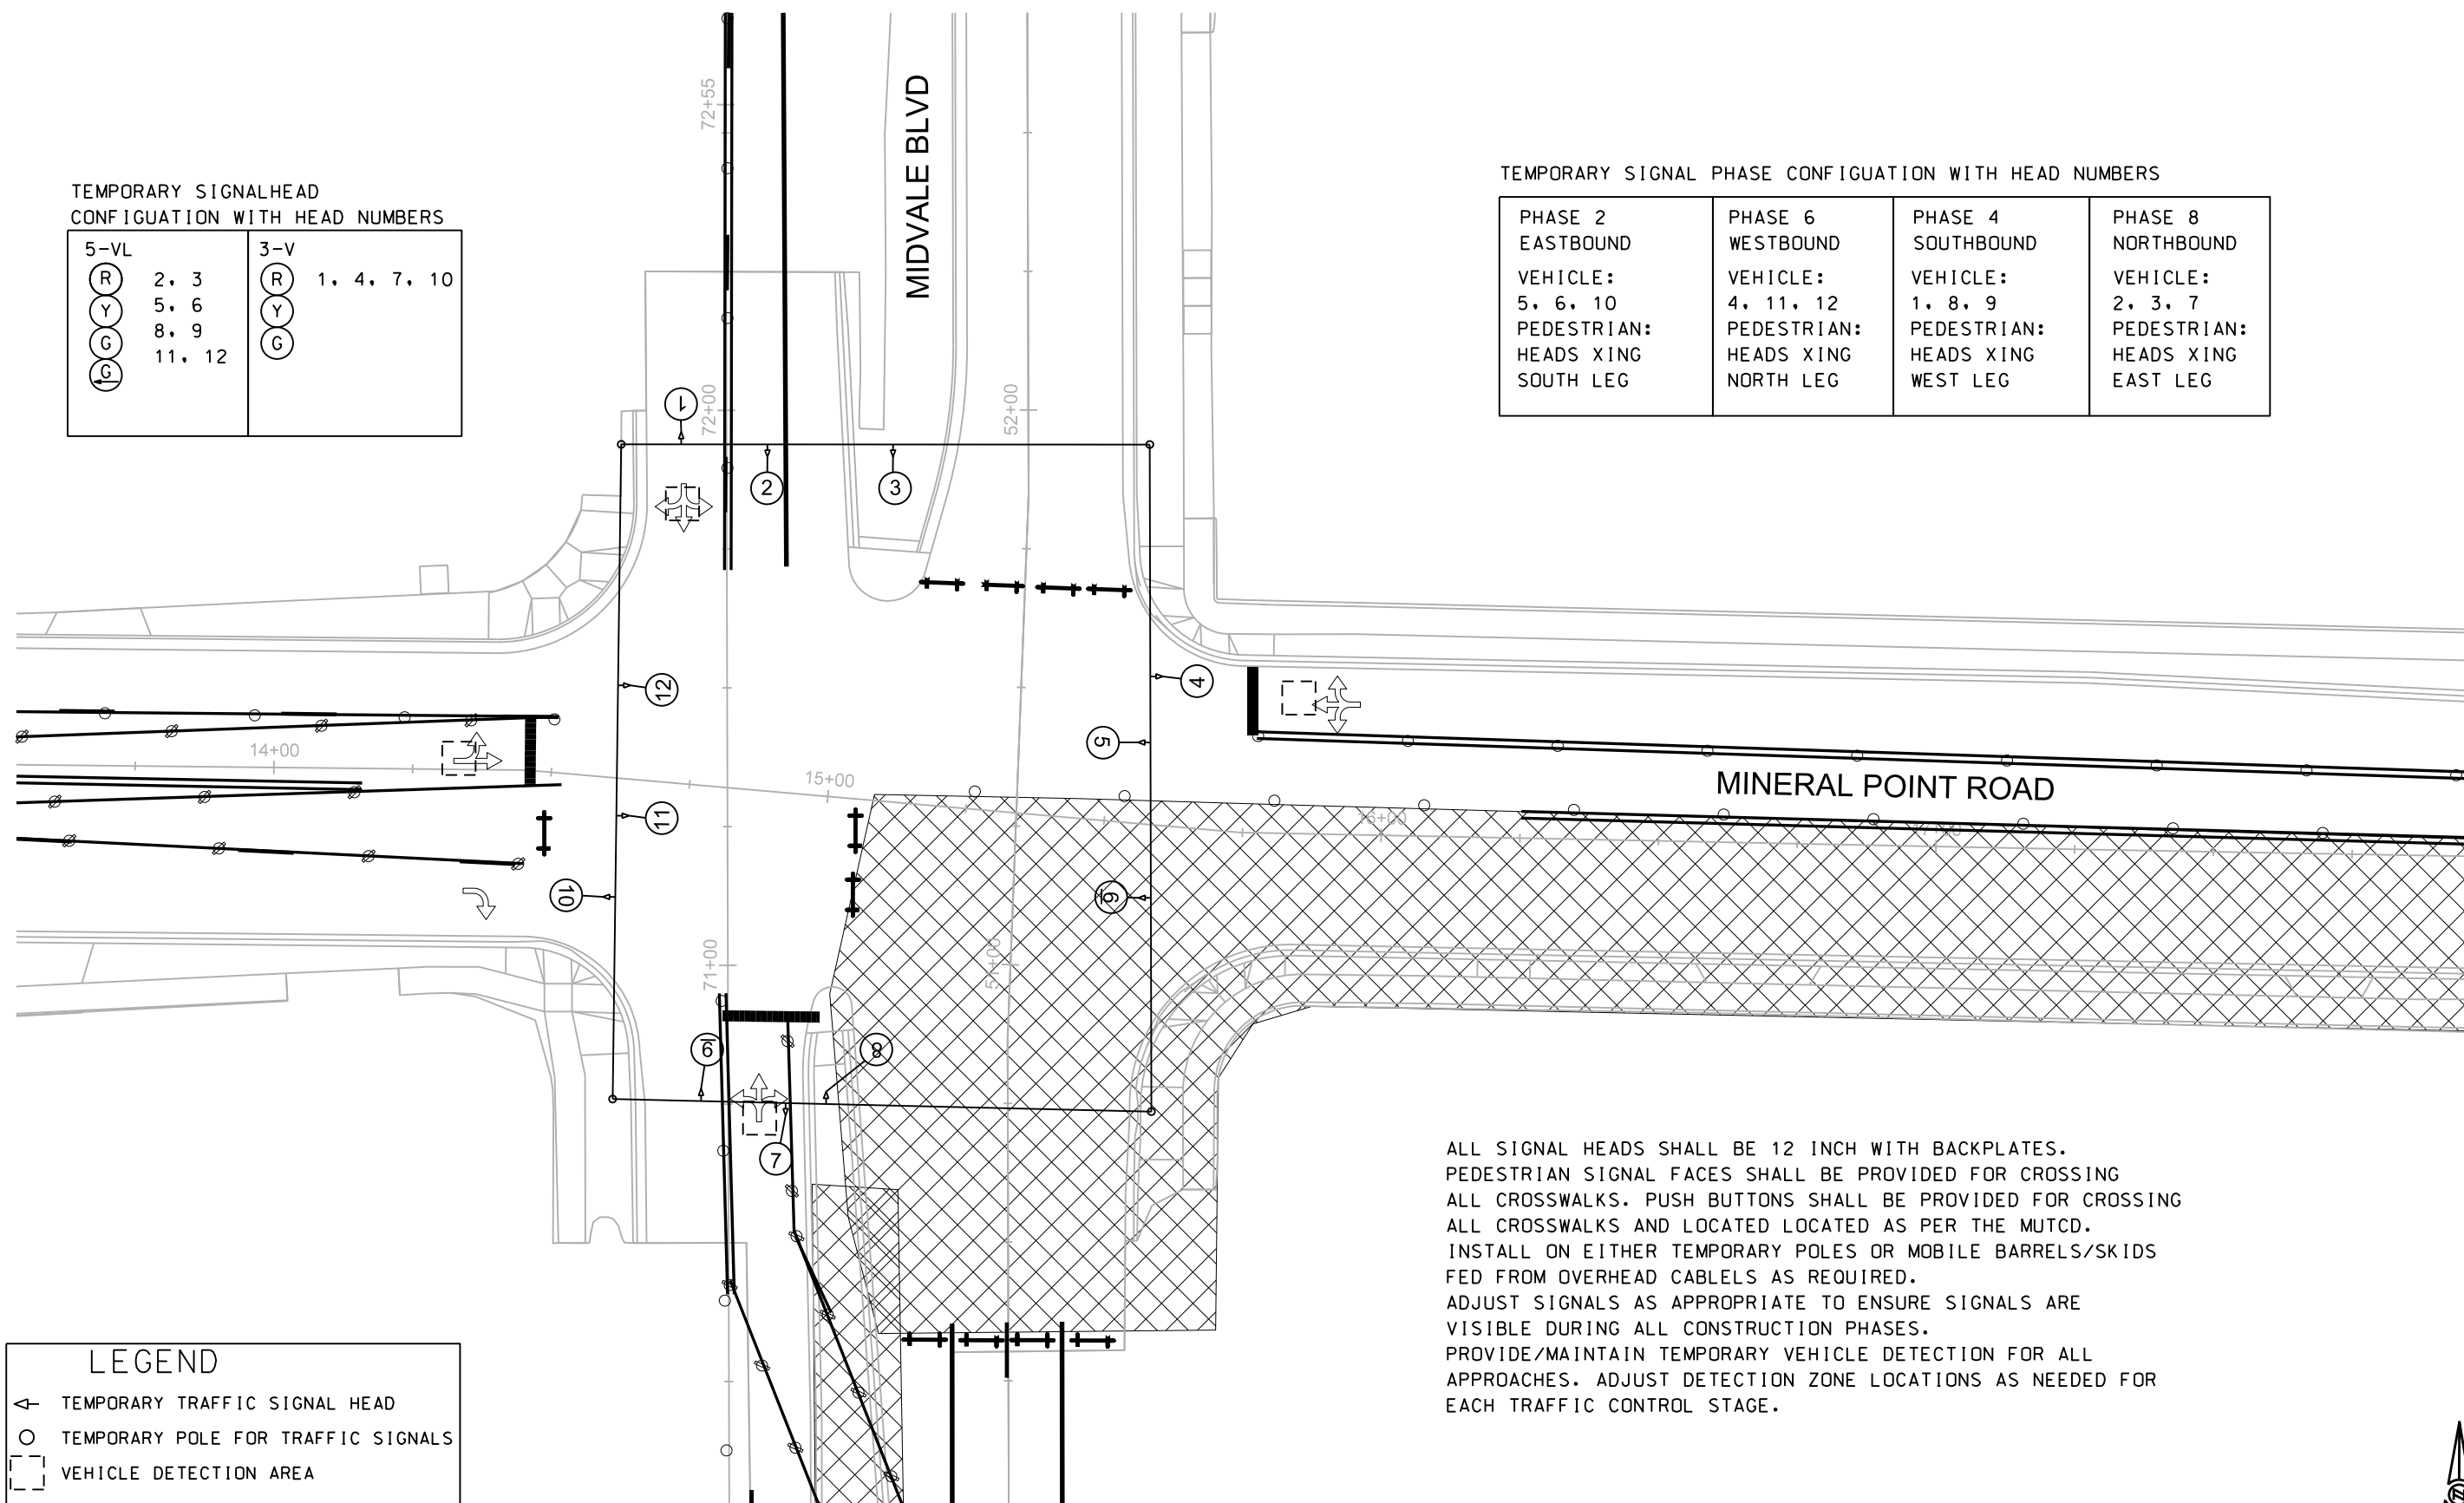 72+55
MIDVALE BLVD
TEMPORARY SIGNALHEAD
CONFIGUATION WITH HEAD NUMBERS
5-VL
R
Y
G
G
2, 3
5, 6
8, 9
11, 12
3-V
R
Y
G
1, 4, 7, 10
TEMPORARY SIGNAL PHASE CONFIGUATION WITH HEAD NUMBERS
PHASE 2
EASTBOUND
VEHICLE:
5, 6, 10
PEDESTRIAN:
HEADS XING
SOUTH LEG
PHASE 6
WESTBOUND
VEHICLE:
4, 11, 12
PEDESTRIAN:
HEADS XING
NORTH LEG
PHASE 4
SOUTHBOUND
VEHICLE:
1, 8, 9
PEDESTRIAN:
HEADS XING
WEST LEG
PHASE 8
NORTHBOUND
VEHICLE:
2, 3, 7
PEDESTRIAN:
HEADS XING
EAST LEG
1
72+00
52+00
2
3
12
4
5
14+00
15+00
MINERAL POINT ROAD
11
16+00
10
6
71+00
51+00
9
8
7
ALL SIGNAL HEADS SHALL BE 12 INCH WITH BACKPLATES.
PEDESTRIAN SIGNAL FACES SHALL BE PROVIDED FOR CROSSING
ALL CROSSWALKS. PUSH BUTTONS SHALL BE PROVIDED FOR CROSSING
ALL CROSSWALKS AND LOCATED LOCATED AS PER THE MUTCD.
INSTALL ON EITHER TEMPORARY POLES OR MOBILE BARRELS/SKIDS
FED FROM OVERHEAD CABLELS AS REQUIRED.
ADJUST SIGNALS AS APPROPRIATE TO ENSURE SIGNALS ARE
VISIBLE DURING ALL CONSTRUCTION PHASES.
PROVIDE/MAINTAIN TEMPORARY VEHICLE DETECTION FOR ALL
APPROACHES. ADJUST DETECTION ZONE LOCATIONS AS NEEDED FOR
EACH TRAFFIC CONTROL STAGE.
LEGEND
TEMPORARY TRAFFIC SIGNAL HEAD
TEMPORARY POLE FOR TRAFFIC SIGNALS
VEHICLE DETECTION AREA